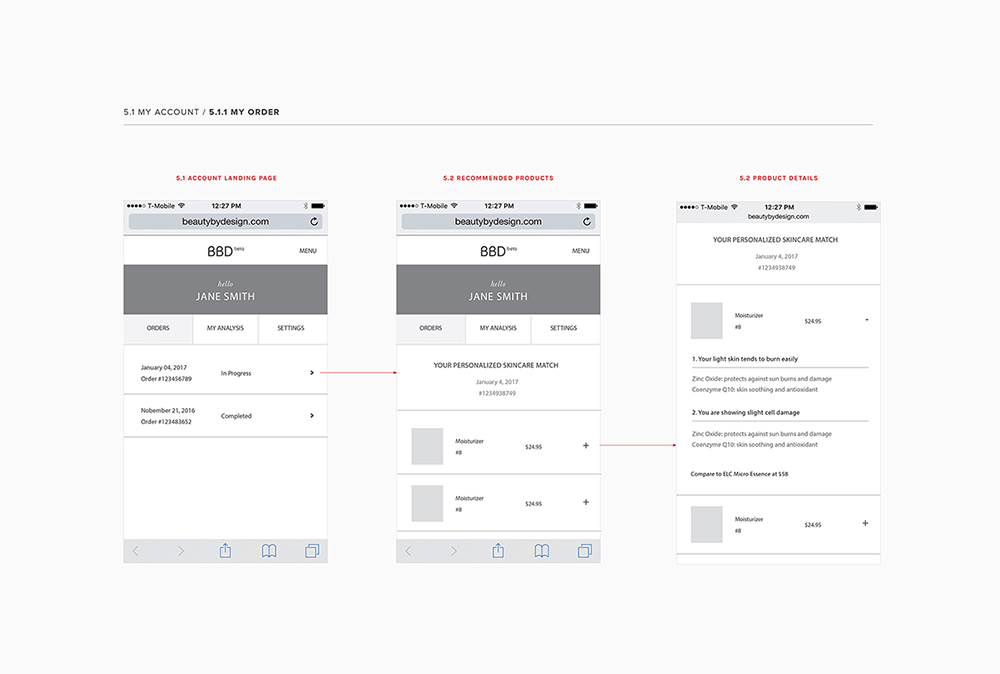 5.1 MY ACCOUNT / 5.1.1 MY ORDER
5.1 ACCOUNT LANDING PAGE
T-Mobile 12:27 PM
beautybydesign.com
BBD beta MENU
hello
JANE SMITH
ORDERS MY ANALYSIS SETTINGS
January 04, 2017
Order #123456789
In Progress
Nobember 21, 2016
Order #123483652
Completed
5.2 RECOMMENDED PRODUCTS
T-Mobile 12:27 PM
beautybydesign.com
BBD beta MENU
hello
JANE SMITH
ORDERS MY ANALYSIS SETTINGS
YOUR PERSONALIZED SKINCARE MATCH
January 4, 2017
#1234938749
Moisturizer
#8
$24.95
+
Moisturizer
#8
$24.95
+
5.2 PRODUCT DETAILS
T-Mobile 12:27 PM
beautybydesign.com
YOUR PERSONALIZED SKINCARE MATCH
January 4, 2017
#1234938749
Moisturizer
#8
$24.95
1. Your light skin tends to burn easily
Zinc Oxide: protects against sun burns and damage
Coenzyme Q10: skin soothing and antioxidant
2. You are showing slight cell damage
Zinc Oxide: protects against sun burns and damage
Coenzyme Q10: skin soothing and antioxidant
Compare to ELC Micro Essence at $58
Moisturizer
#8
$24.95
+